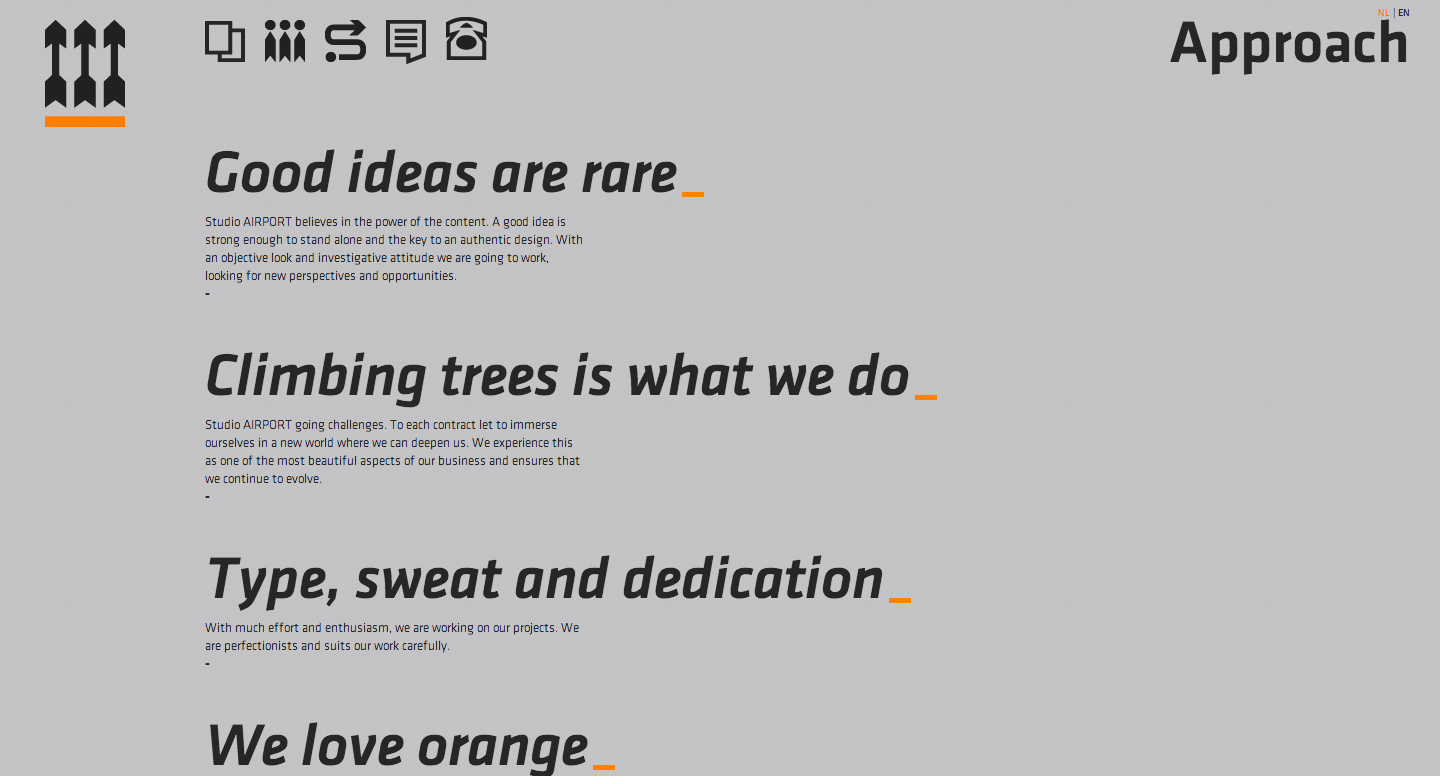 NL | EN
Approach
Good ideas are rare_
Studio AIRPORT believes in the power of the content. A good idea is
strong enough to stand alone and the key to an authentic design. With
an objective look and investigative attitude we are going to work,
looking for new perspectives and opportunities.
-
Climbing trees is what we do_
Studio AIRPORT going challenges. To each contract let to immerse
ourselves in a new world where we can deepen us. We experience this
as one of the most beautiful aspects of our business and ensures that
we continue to evolve.
-
Type, sweat and dedication_
With much effort and enthusiasm, we are working on our projects. We
are perfectionists and suits our work carefully.
-
We love orange_